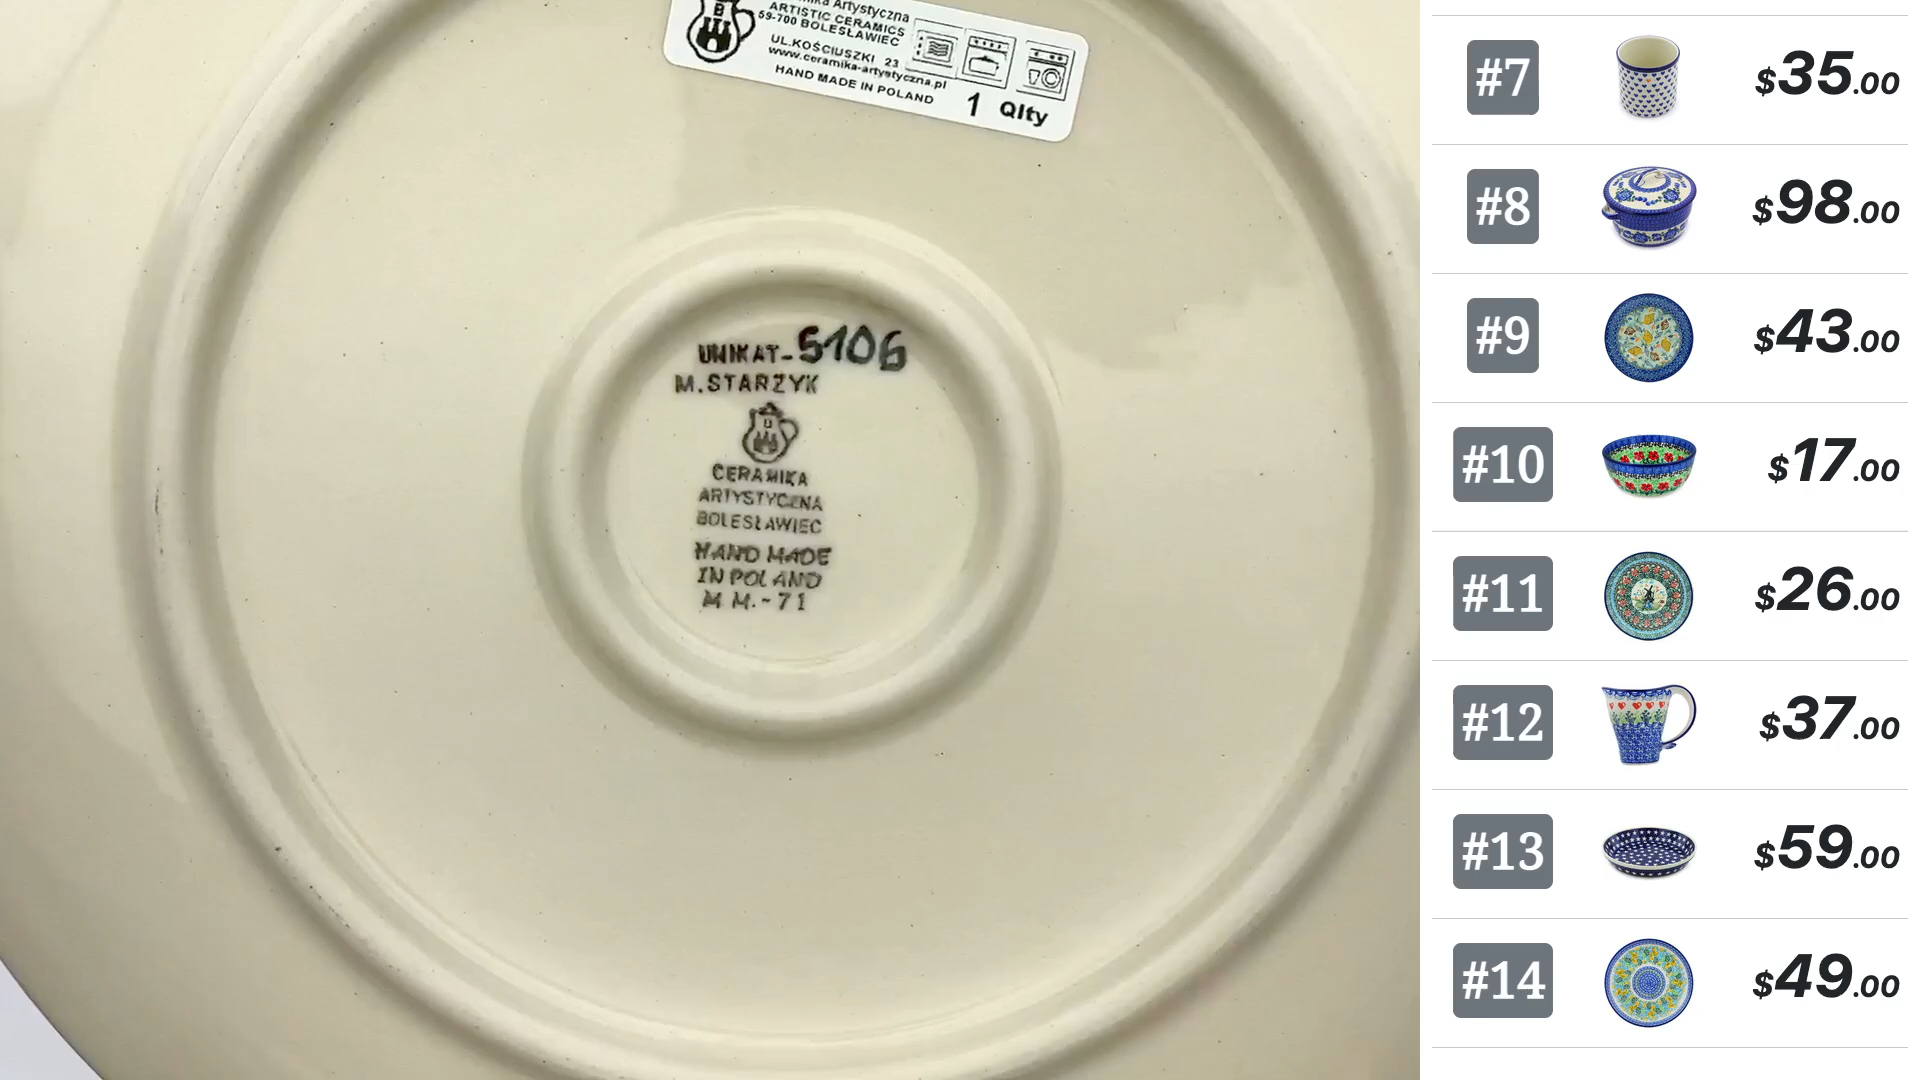 Artystyczna
ARTISTIC CERAMICS
59-700 BOLESŁAWIEC
UL.KOŚCIUSZKI 23
www.ceramika-artystyczna.pl
HAND MADE IN POLAND
1 Qlty
UNIKAT-5106
M.STARZYK
CERAMIKA
ARTYSTYCZNA
BOLESŁAWIEC
HAND MADE
IN POLAND
M M.-71
#7 $35.00
#8 $98.00
#9 $43.00
#10 $17.00
#11 $26.00
#12 $37.00
#13 $59.00
#14 $49.00